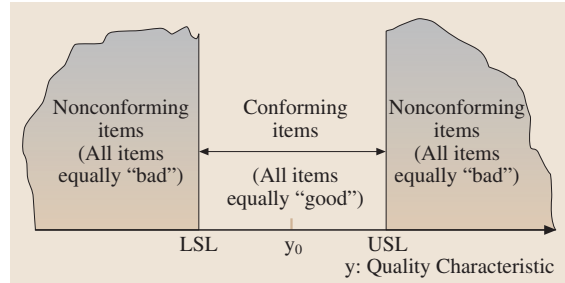 Nonconforming
items
(All items
equally “bad”)
Conforming
items
(All items
equally “good”)
Nonconforming
items
(All items
equally “bad”)
LSL
y₀
USL
y: Quality Characteristic